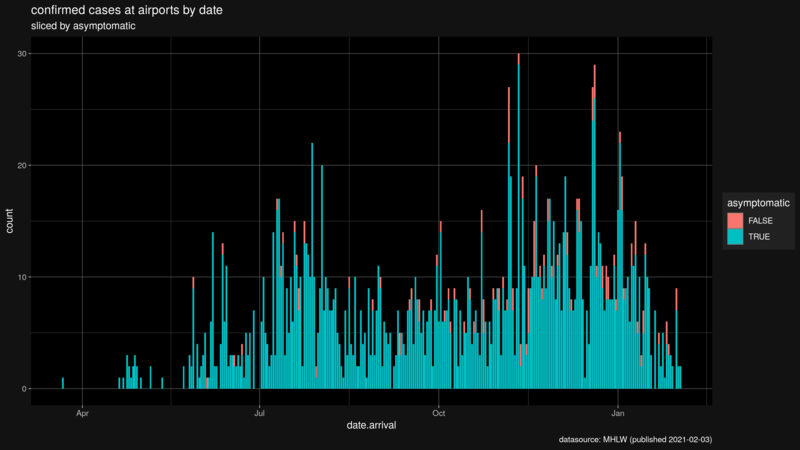 confirmed cases at airports by date
sliced by asymptomatic
30
20
10
0
count
Apr
Jul
Oct
Jan
date.arrival
asymptomatic
FALSE
TRUE
datasource: MHLW (published 2021-02-03)